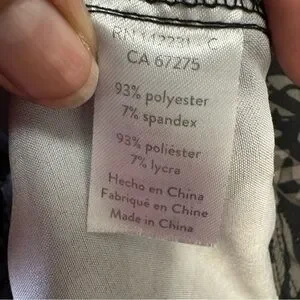 CA 67275
93% polyester
7% spandex
93% poliéster
7% lycra
Hecho en China
Fabriqué en Chine
Made in China